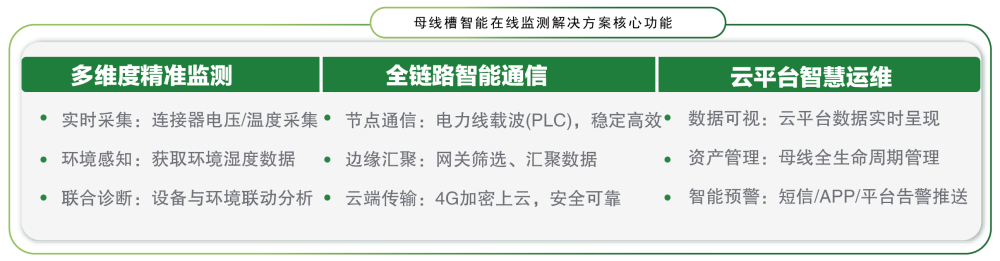 母线槽智能在线监测解决方案核心功能
多维度精准监测
实时采集：连接器电压/温度采集
环境感知：获取环境湿度数据
联合诊断：设备与环境联动分析
全链路智能通信
节点通信：电力线载波(PLC)，稳定高效
边缘汇聚：网关筛选、汇聚数据
云端传输：4G加密上云，安全可靠
云平台智慧运维
数据可视：云平台数据实时呈现
资产管理：母线全生命周期管理
智能预警：短信/APP/平台告警推送